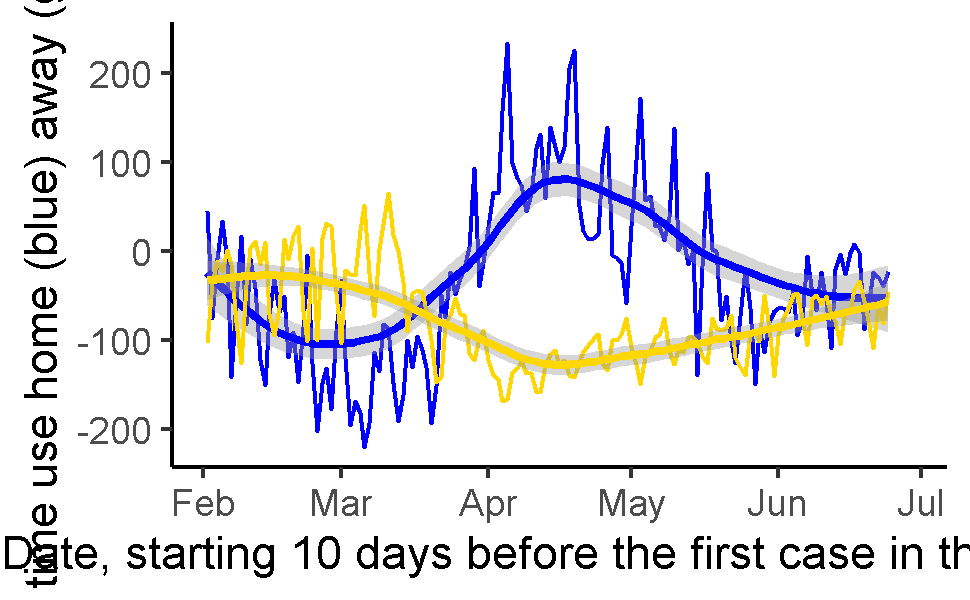 time use home (blue) away (
200
100
0
-100
-200
Feb Mar Apr May Jun Jul
Date, starting 10 days before the first case in th